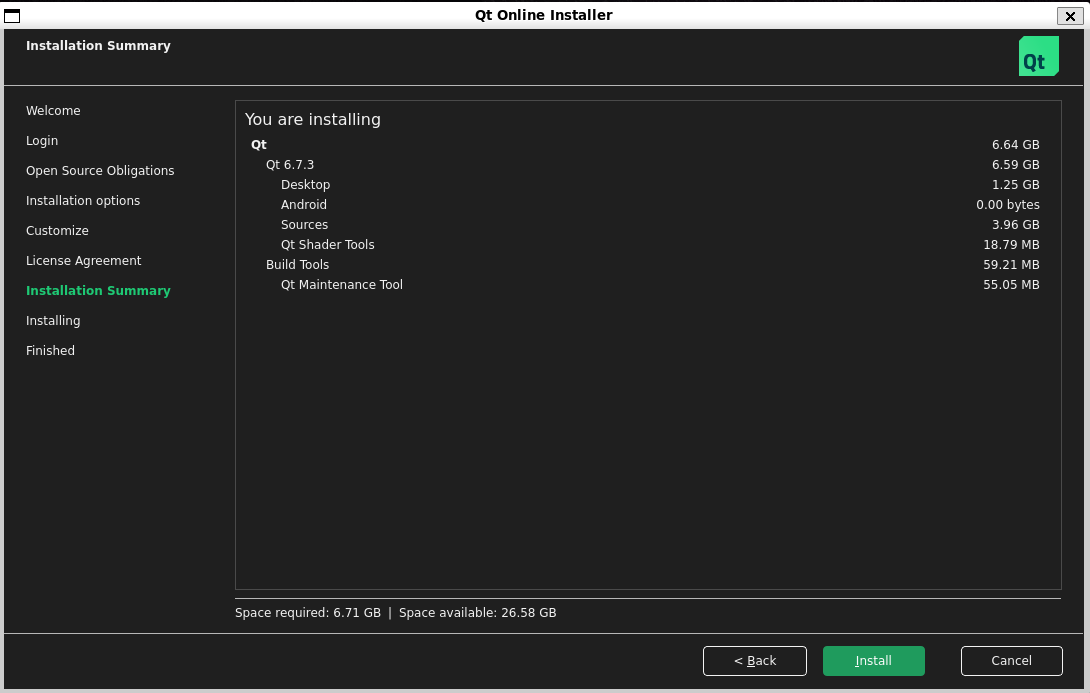 Qt Online Installer
Installation Summary
Qt
Welcome
Login
Open Source Obligations
Installation options
Customize
License Agreement
Installation Summary
Installing
Finished
You are installing
Qt 6.64 GB
Qt 6.7.3 6.59 GB
Desktop 1.25 GB
Android 0.00 bytes
Sources 3.96 GB
Qt Shader Tools 18.79 MB
Build Tools 59.21 MB
Qt Maintenance Tool 55.05 MB
Space required: 6.71 GB | Space available: 26.58 GB
< Back Install Cancel